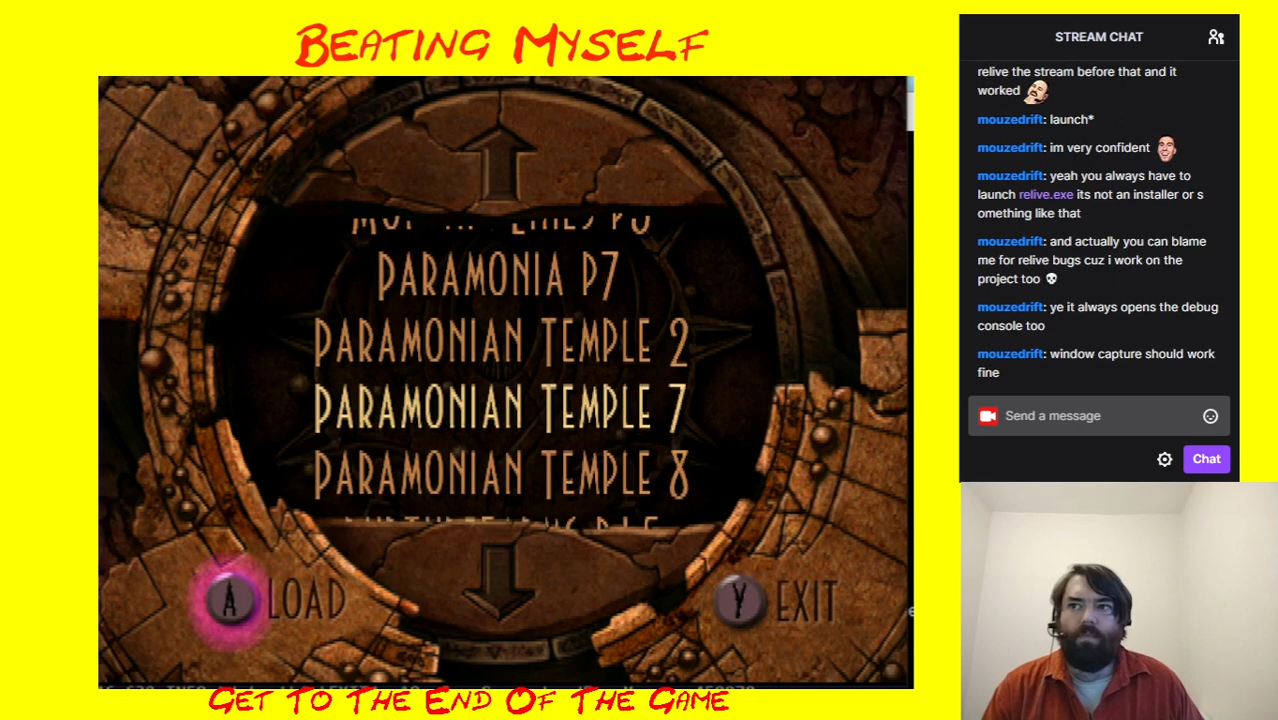 BEATING MYSELF
STREAM CHAT
relive the stream before that and it
worked
mouzedrift: launch*
mouzedrift: im very confident
mouzedrift: yeah you always have to
launch relive.exe its not an installer or s
omething like that
mouzedrift: and actually you can blame
me for relive bugs cuz i work on the
project too
mouzedrift: ye it always opens the debug
console too
mouzedrift: window capture should work
fine
Send a message
Chat
PARAMONIA P7
PARAMONIAN TEMPLE 2
PARAMONIAN TEMPLE 7
PARAMONIAN TEMPLE 8
A LOAD
Y EXIT
GET TO THE END OF THE GAME